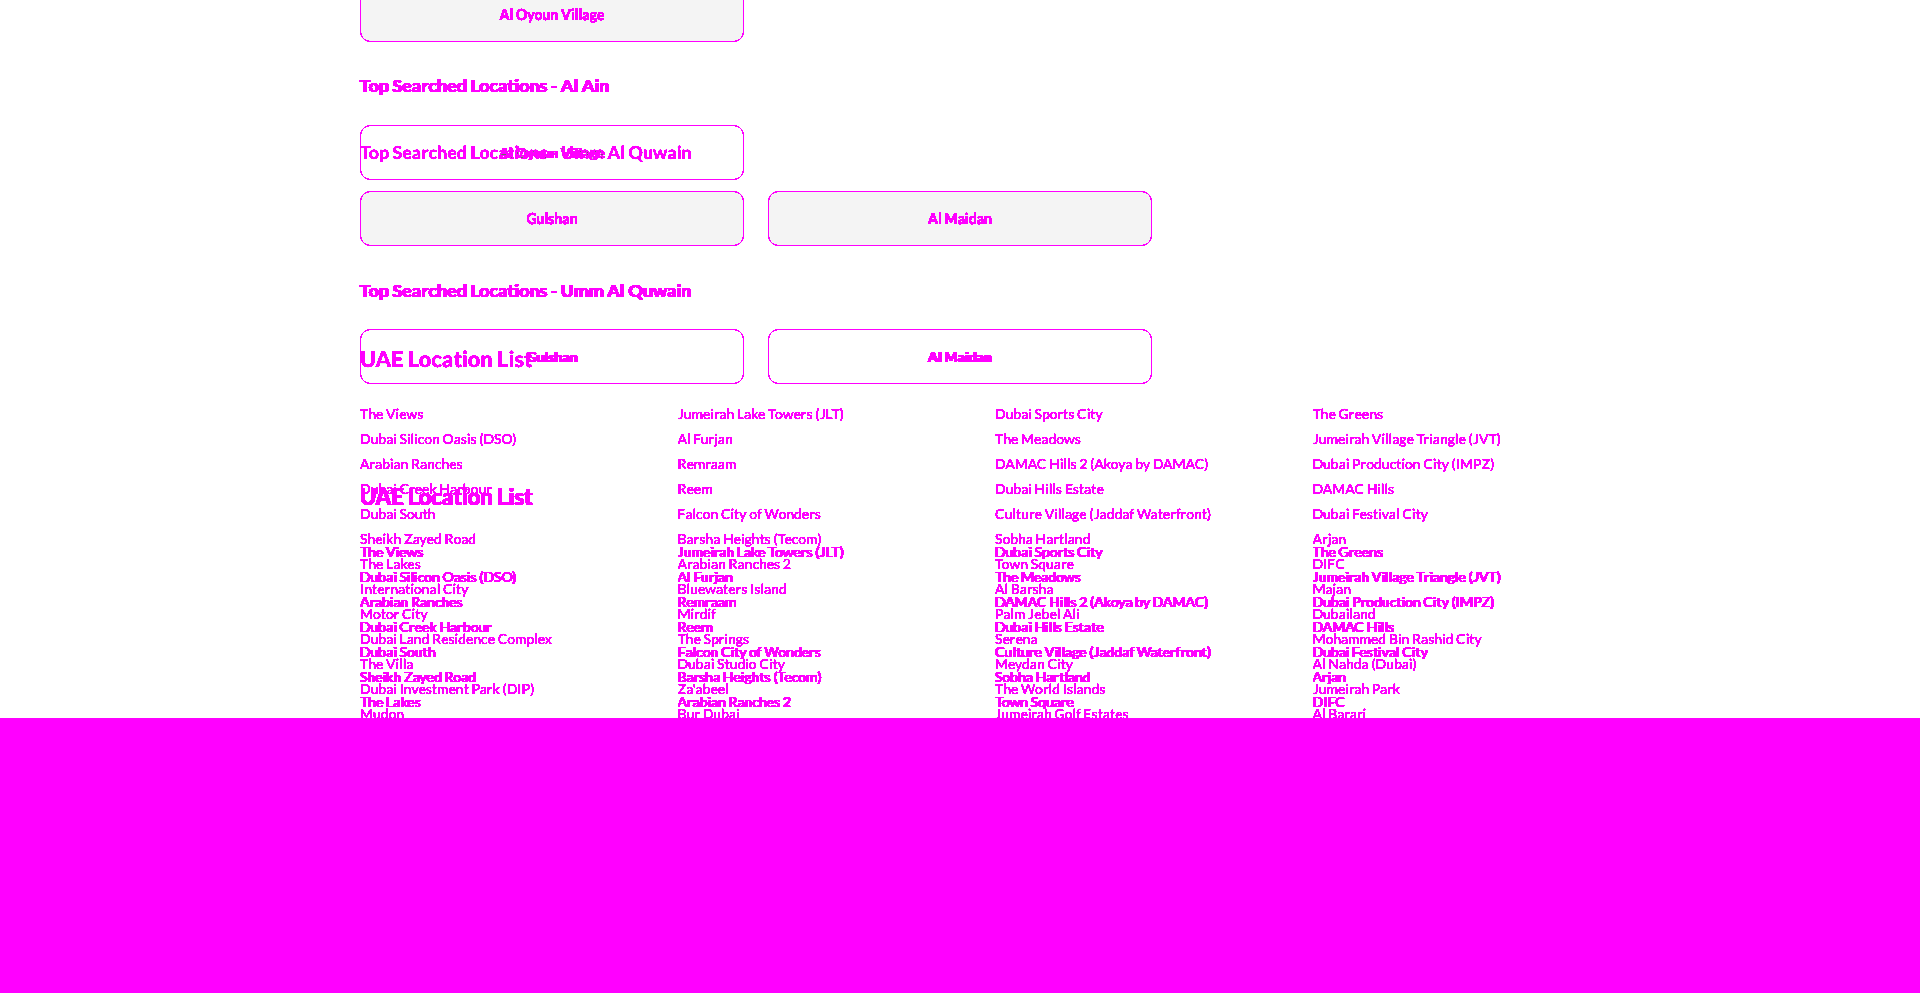 Al Oyoun Village
Top Searched Locations - Al Ain
Top Searched Locations - Umm Al Quwain
Al Oyoun Village
Gulshan Al Maidan
Top Searched Locations - Umm Al Quwain
UAE Location List
Gulshan Al Maidan
The Views Jumeirah Lake Towers (JLT) Dubai Sports City The Greens
Dubai Silicon Oasis (DSO) Al Furjan The Meadows Jumeirah Village Triangle (JVT)
Arabian Ranches Remraam DAMAC Hills 2 (Akoya by DAMAC) Dubai Production City (IMPZ)
Dubai Creek Harbour Reem Dubai Hills Estate DAMAC Hills
UAE Location List
Dubai South Falcon City of Wonders Culture Village (Jaddaf Waterfront) Dubai Festival City
Sheikh Zayed Road Barsha Heights (Tecom) Sobha Hartland Arjan
The Views Jumeirah Lake Towers (JLT) Dubai Sports City The Greens
The Lakes Arabian Ranches 2 Town Square DIFC
Dubai Silicon Oasis (DSO) Al Furjan The Meadows Jumeirah Village Triangle (JVT)
International City Bluewaters Island Al Barsha Majan
Arabian Ranches Remraam DAMAC Hills 2 (Akoya by DAMAC) Dubai Production City (IMPZ)
Motor City Mirdif Palm Jebel Ali Dubailand
Dubai Creek Harbour Reem Dubai Hills Estate DAMAC Hills
Dubai Land Residence Complex The Springs Serena Mohammed Bin Rashid City
Dubai South Falcon City of Wonders Culture Village (Jaddaf Waterfront) Dubai Festival City
The Villa Dubai Studio City Meydan City Al Nahda (Dubai)
Sheikh Zayed Road Barsha Heights (Tecom) Sobha Hartland Arjan
Dubai Investment Park (DIP) Za'abeel The World Islands Jumeirah Park
The Lakes Arabian Ranches 2 Town Square DIFC
Mudon Bur Dubai Jumeirah Golf Estates Al Barari